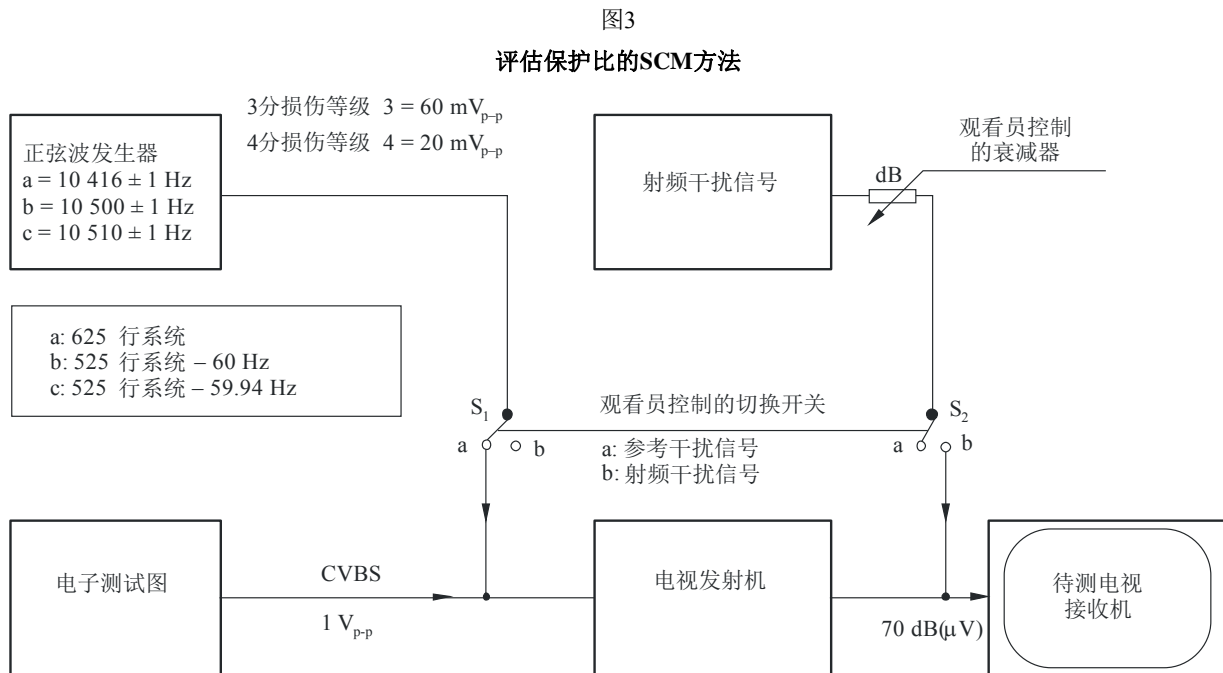 图3
评估保护比的SCM方法
3分损伤等级 3 = 60 mVp–p
4分损伤等级 4 = 20 mVp–p
正弦波发生器
a = 10 416 ± 1 Hz
b = 10 500 ± 1 Hz
c = 10 510 ± 1 Hz
射频干扰信号
dB
观看员控制
的衰减器
a: 625 行系统
b: 525 行系统 – 60 Hz
c: 525 行系统 – 59.94 Hz
S1
a
b
观看员控制的切换开关
a: 参考干扰信号
b: 射频干扰信号
S2
a
b
电子测试图
CVBS
1 Vp-p
电视发射机
70 dB(μV)
待测电视
接收机